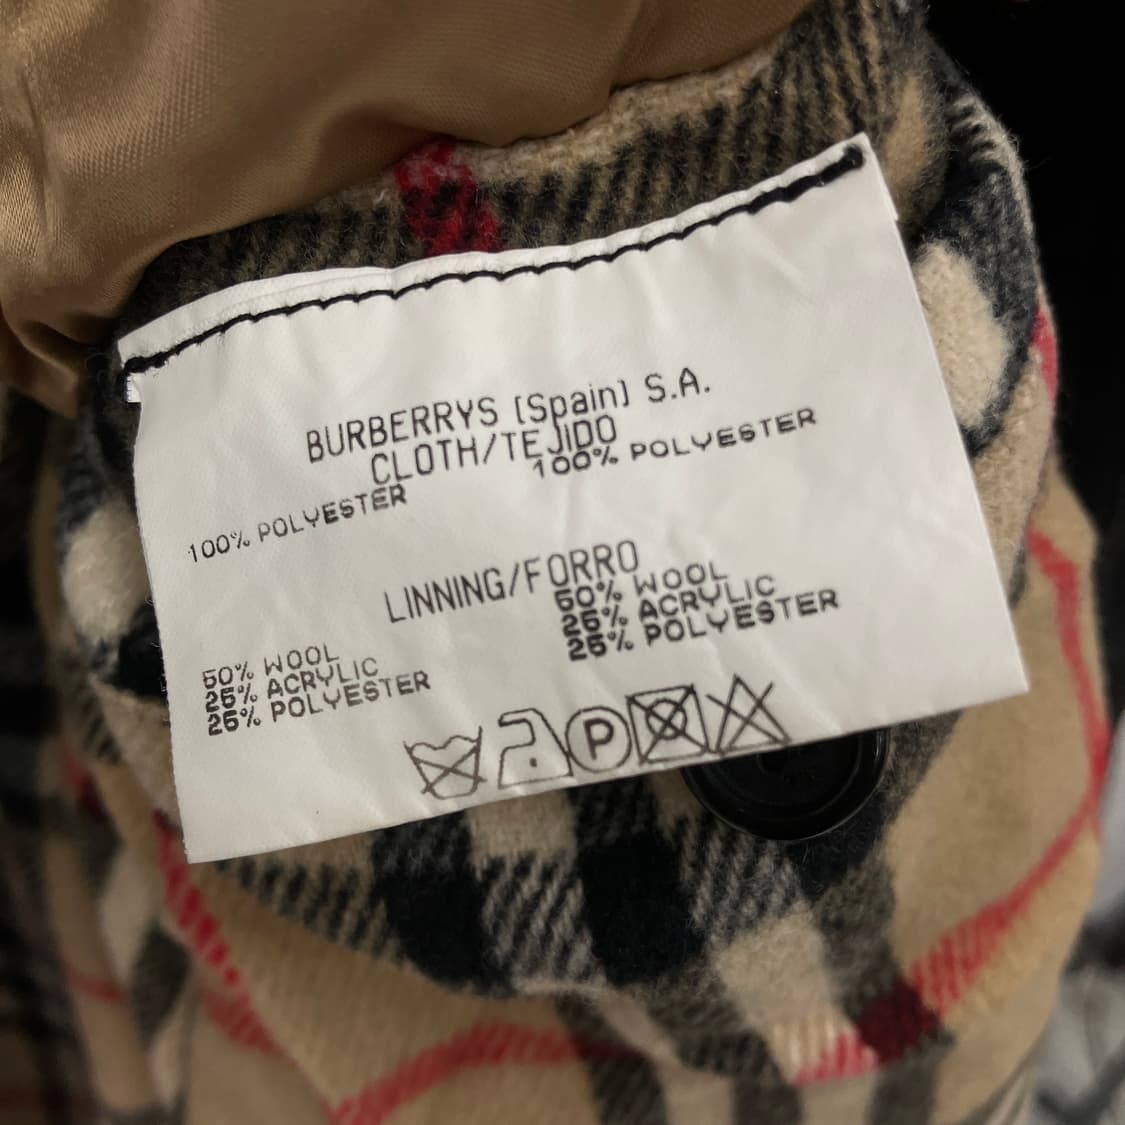 BURBERRYS [Spain] S.A.
CLOTH/TEJIDO
100% POLYESTER
100% POLYESTER
LINNING/FORRO
50% WOOL
25% ACRYLIC
25% POLYESTER
50% WOOL
25% ACRYLIC
25% POLYESTER
P